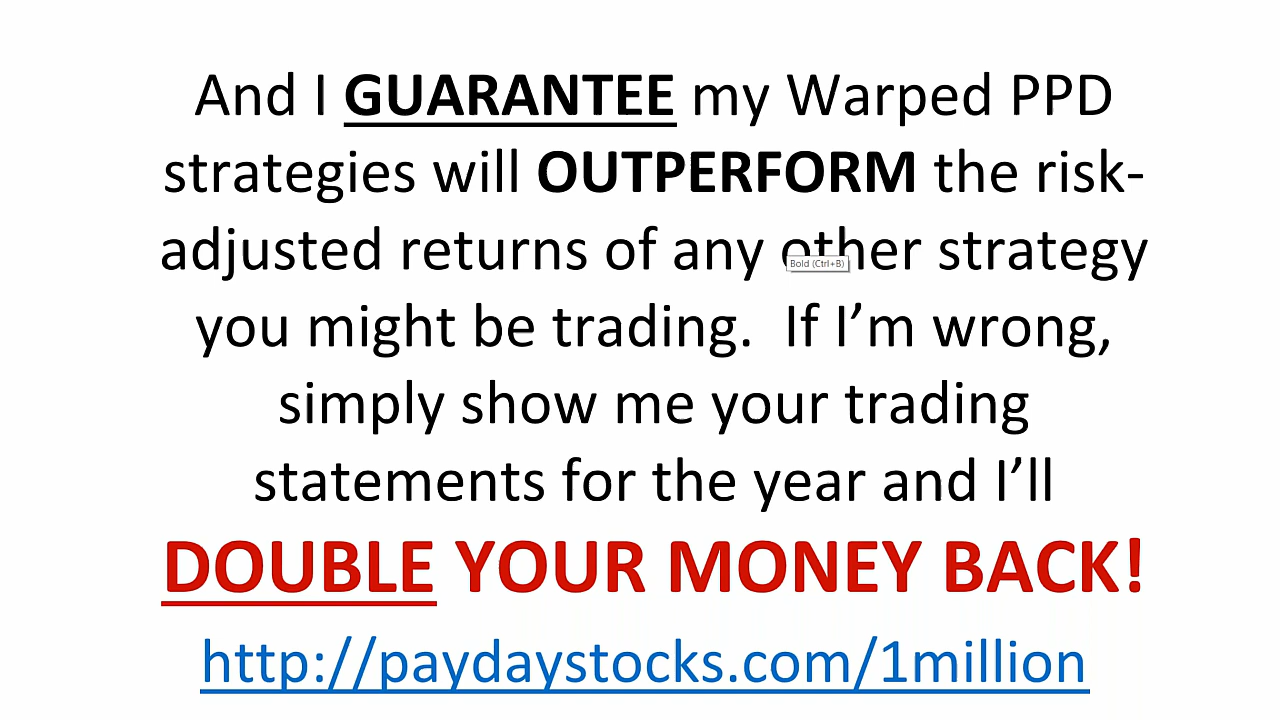 And I GUARANTEE my Warped PPD
strategies will OUTPERFORM the risk-
adjusted returns of any other strategy
Bold (Ctrl+B)
you might be trading.  If I’m wrong,
simply show me your trading
statements for the year and I’ll
DOUBLE YOUR MONEY BACK!
http://paydaystocks.com/1million